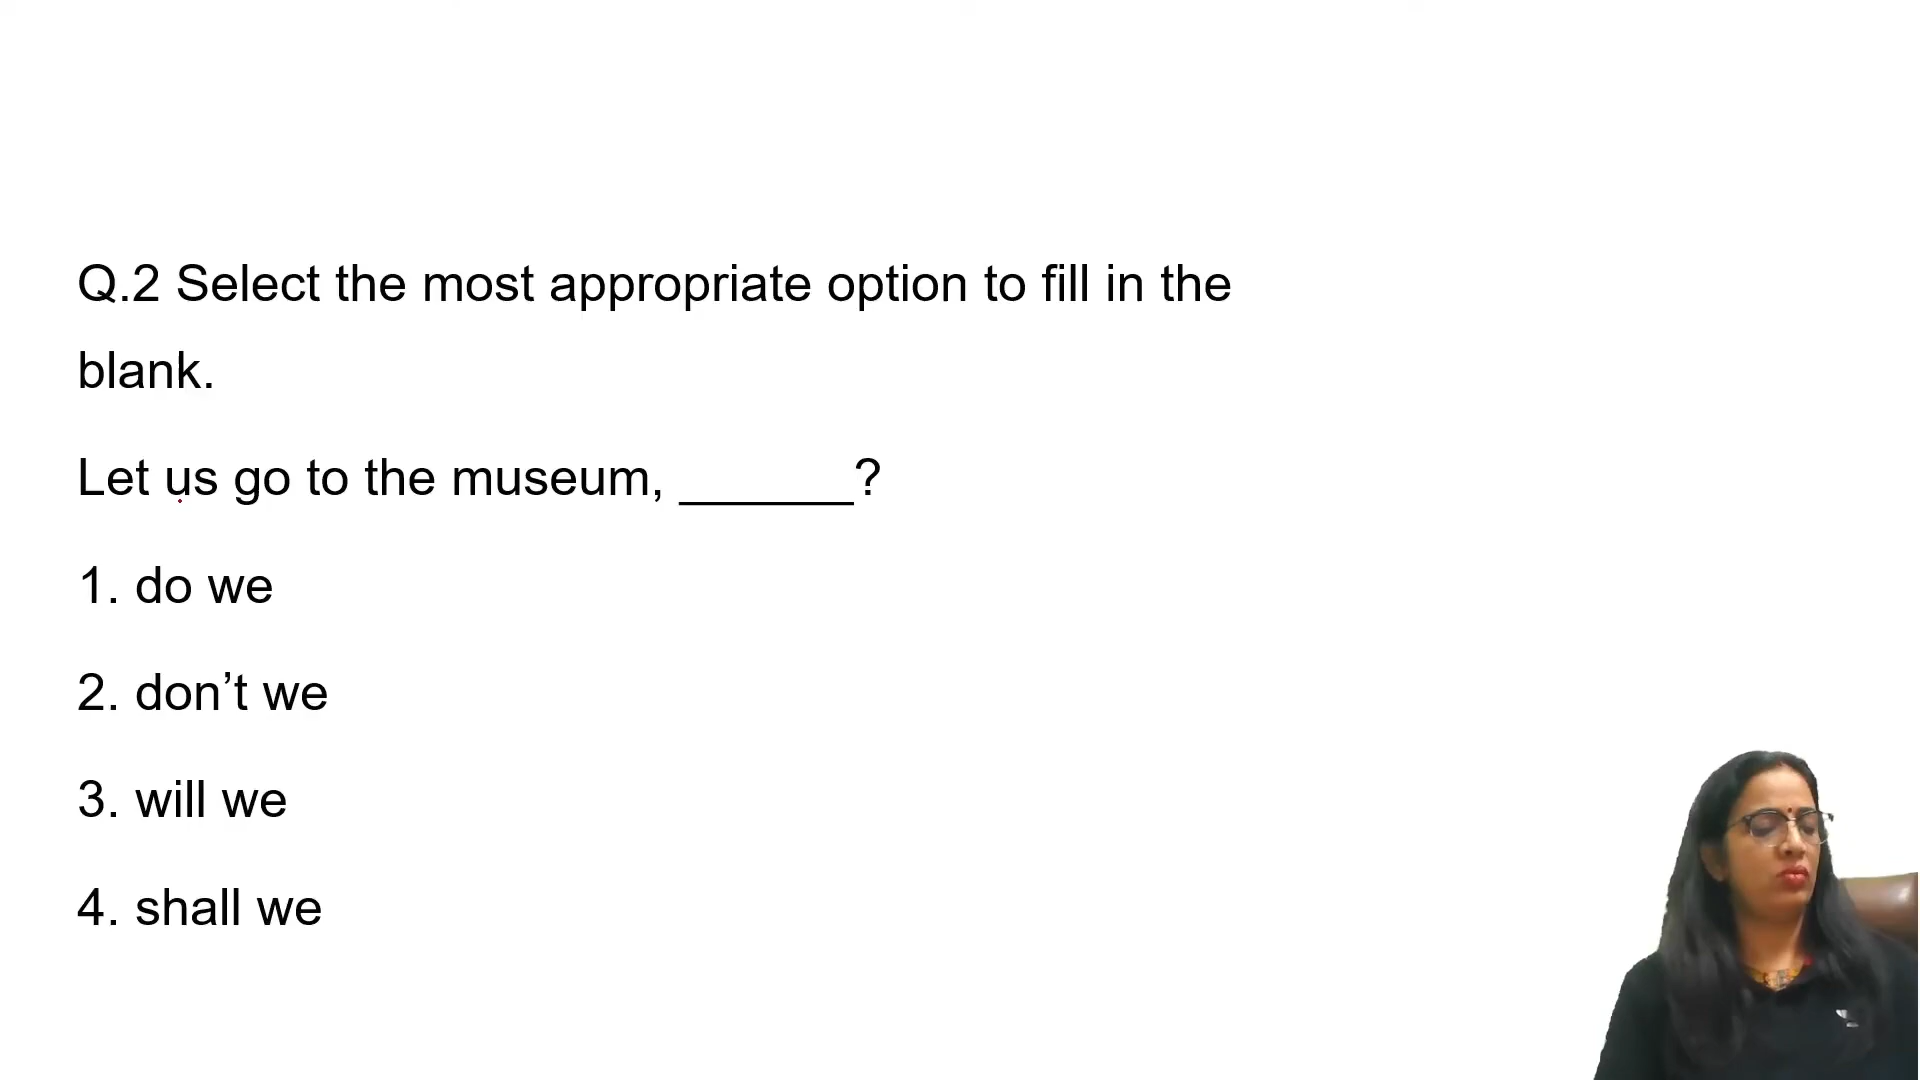 Q.2 Select the most appropriate option to fill in the
blank.
Let us go to the museum, ______?
1. do we
2. don’t we
3. will we
4. shall we